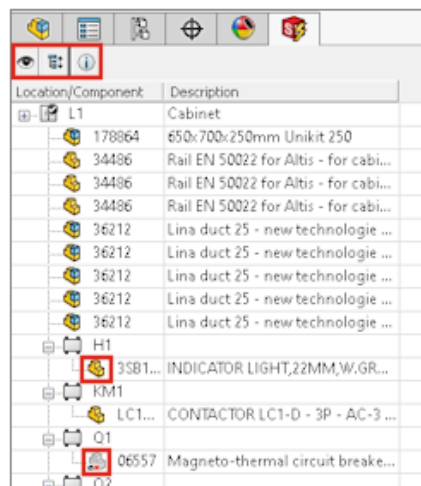 Location/Component Description
L1 Cabinet
178864 650x700x250mm Unikit 250
34486 Rail EN 50022 for Altis - for cabi...
34486 Rail EN 50022 for Altis - for cabi...
34486 Rail EN 50022 for Altis - for cabi...
36212 Lina duct 25 - new technologie ...
36212 Lina duct 25 - new technologie ...
36212 Lina duct 25 - new technologie ...
36212 Lina duct 25 - new technologie ...
36212 Lina duct 25 - new technologie ...
H1
3SB1... INDICATOR LIGHT,22MM,W.GR...
KM1
LC1... CONTACTOR LC1-D - 3P - AC-3 ...
Q1
06557 Magneto-thermal circuit breake...
Q2